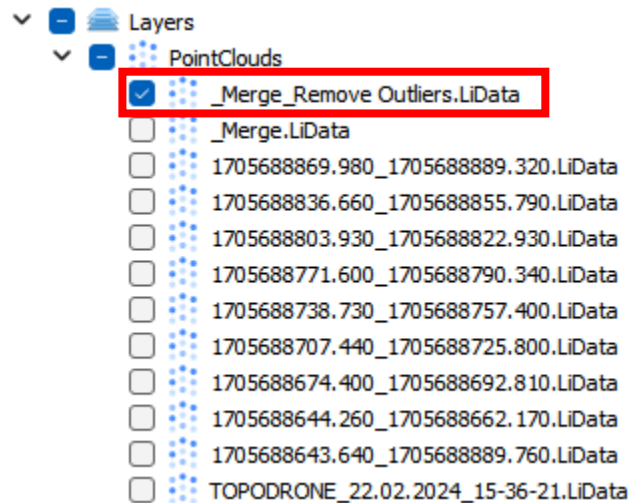 Layers
PointClouds
_Merge_Remove Outliers.LiData
_Merge.LiData
1705688869.980_1705688889.320.LiData
1705688836.660_1705688855.790.LiData
1705688803.930_1705688822.930.LiData
1705688771.600_1705688790.340.LiData
1705688738.730_1705688757.400.LiData
1705688707.440_1705688725.800.LiData
1705688674.400_1705688692.810.LiData
1705688644.260_1705688662.170.LiData
1705688643.640_1705688889.760.LiData
TOPODRONE_22.02.2024_15-36-21.LiData